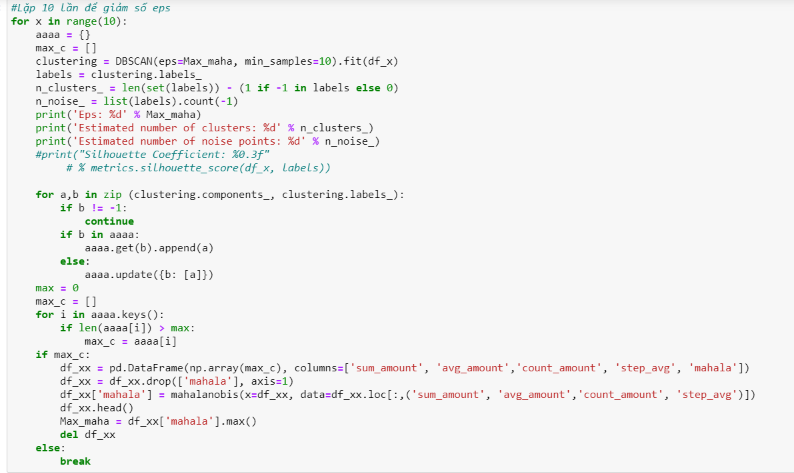 #Lặp 10 lần để giảm số eps
for x in range(10):
    aaaa = {}
    max_c = []
    clustering = DBSCAN(eps=Max_maha, min_samples=10).fit(df_x)
    labels = clustering.labels_
    n_clusters_ = len(set(labels)) - (1 if -1 in labels else 0)
    n_noise_ = list(labels).count(-1)
    print('Eps: %d' % Max_maha)
    print('Estimated number of clusters: %d' % n_clusters_)
    print('Estimated number of noise points: %d' % n_noise_)
    #print("Silhouette Coefficient: %0.3f"
         # % metrics.silhouette_score(df_x, labels))
    for a,b in zip (clustering.components_, clustering.labels_):
        if b != -1:
            continue
        if b in aaaa:
            aaaa.get(b).append(a)
        else:
            aaaa.update({b: [a]})
    max = 0
    max_c = []
    for i in aaaa.keys():
        if len(aaaa[i]) > max:
            max_c = aaaa[i]
    if max_c:
        df_xx = pd.DataFrame(np.array(max_c), columns=['sum_amount', 'avg_amount','count_amount', 'step_avg', 'mahala'])
        df_xx = df_xx.drop(['mahala'], axis=1)
        df_xx['mahala'] = mahalanobis(x=df_xx, data=df_xx.loc[:,('sum_amount', 'avg_amount','count_amount', 'step_avg')])
        df_xx.head()
        Max_maha = df_xx['mahala'].max()
        del df_xx
    else:
        break